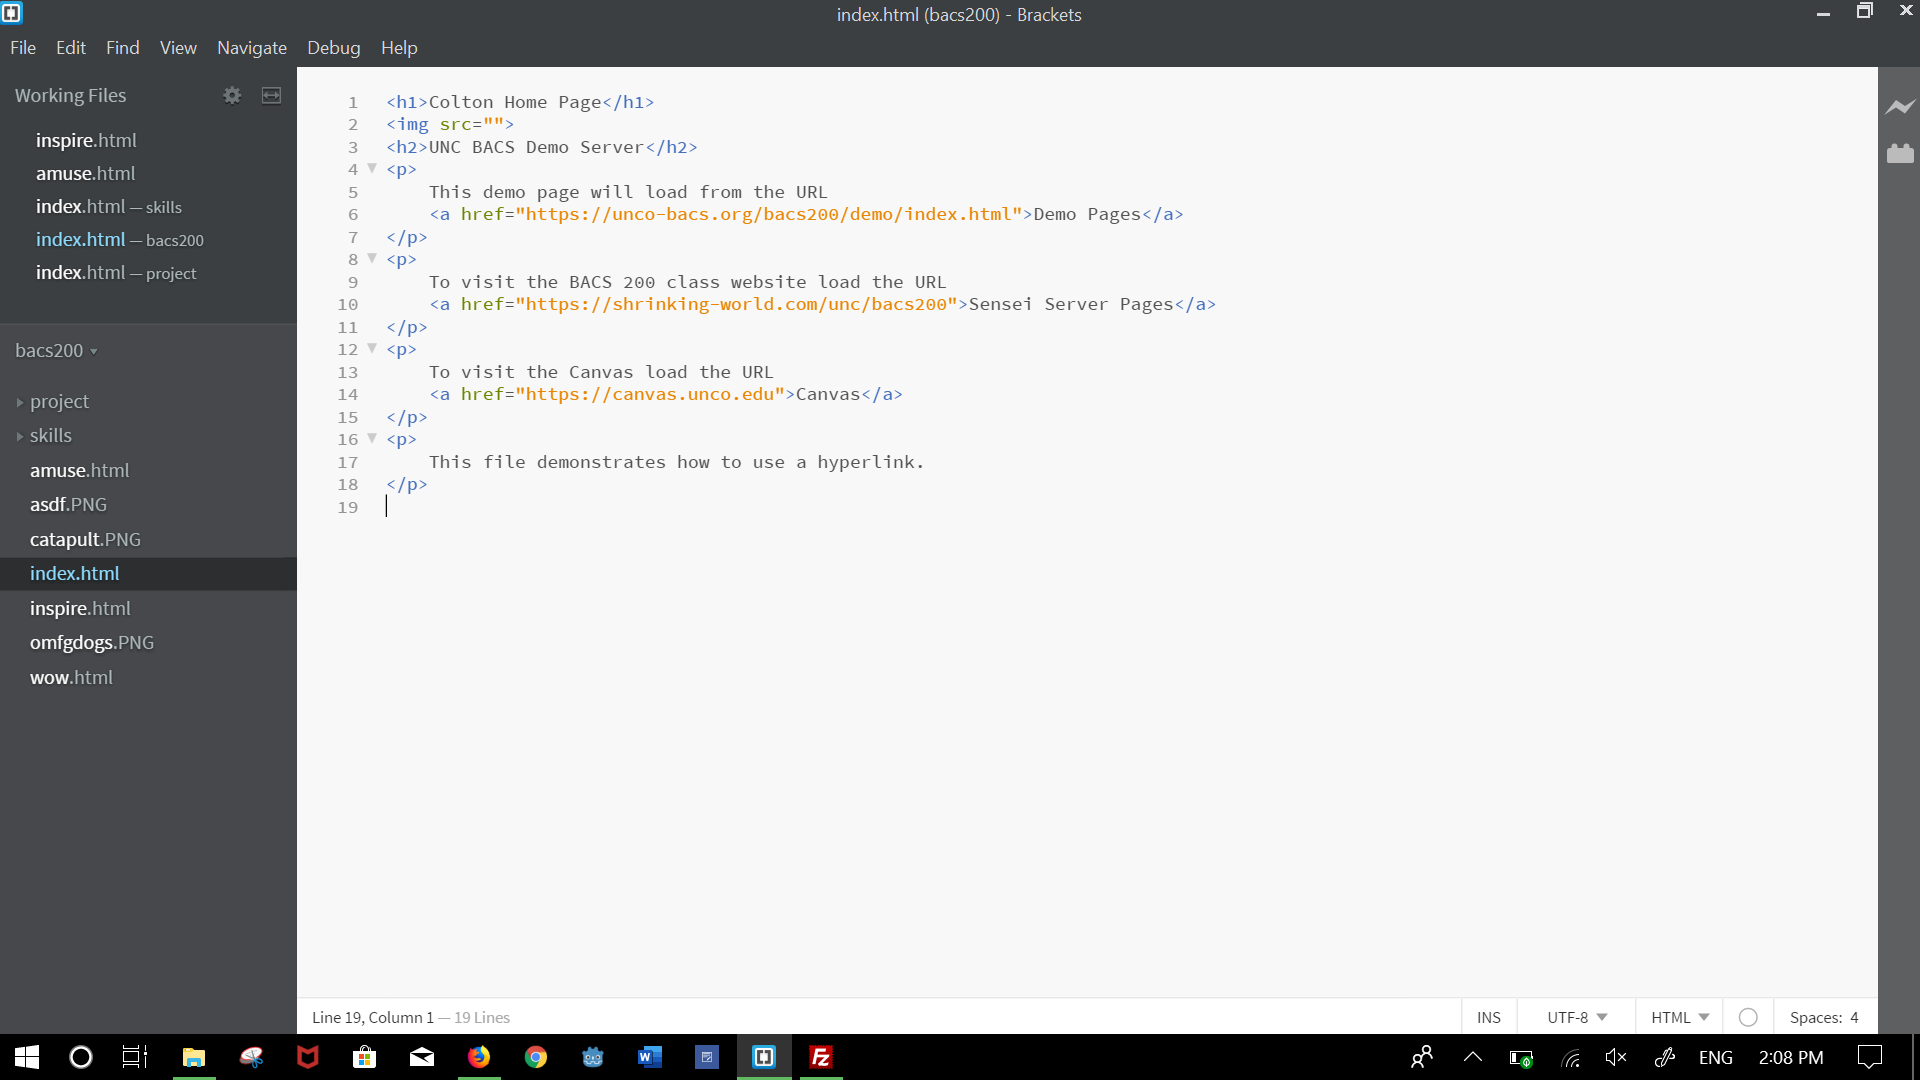 index.html (bacs200) - Brackets
File Edit Find View Navigate Debug Help
Working Files
inspire.html
amuse.html
index.html — skills
index.html — bacs200
index.html — project
bacs200
project
skills
amuse.html
asdf.PNG
catapult.PNG
index.html
inspire.html
omfgdogs.PNG
wow.html
1 <h1>Colton Home Page</h1>
2 <img src="">
3 <h2>UNC BACS Demo Server</h2>
4 <p>
5 This demo page will load from the URL
6 <a href="https://unco-bacs.org/bacs200/demo/index.html">Demo Pages</a>
7 </p>
8 <p>
9 To visit the BACS 200 class website load the URL
10 <a href="https://shrinking-world.com/unc/bacs200">Sensei Server Pages</a>
11 </p>
12 <p>
13 To visit the Canvas load the URL
14 <a href="https://canvas.unco.edu">Canvas</a>
15 </p>
16 <p>
17 This file demonstrates how to use a hyperlink.
18 </p>
19
Line 19, Column 1 — 19 Lines
INS UTF-8 HTML Spaces: 4
W Fz ENG 2:08 PM